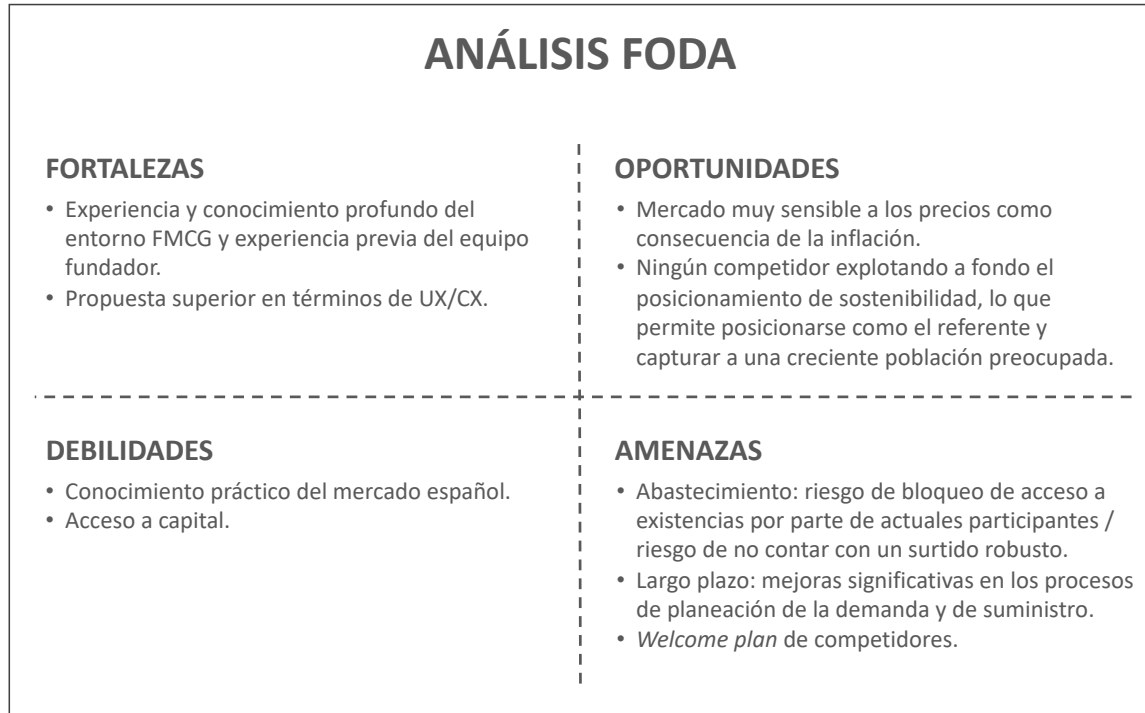 ANÁLISIS FODA
FORTALEZAS
• Experiencia y conocimiento profundo del
entorno FMCG y experiencia previa del equipo
fundador.
• Propuesta superior en términos de UX/CX.
OPORTUNIDADES
• Mercado muy sensible a los precios como
consecuencia de la inflación.
• Ningún competidor explotando a fondo el
posicionamiento de sostenibilidad, lo que
permite posicionarse como el referente y
capturar a una creciente población preocupada.
DEBILIDADES
• Conocimiento práctico del mercado español.
• Acceso a capital.
AMENAZAS
• Abastecimiento: riesgo de bloqueo de acceso a
existencias por parte de actuales participantes /
riesgo de no contar con un surtido robusto.
• Largo plazo: mejoras significativas en los procesos
de planeación de la demanda y de suministro.
• Welcome plan de competidores.